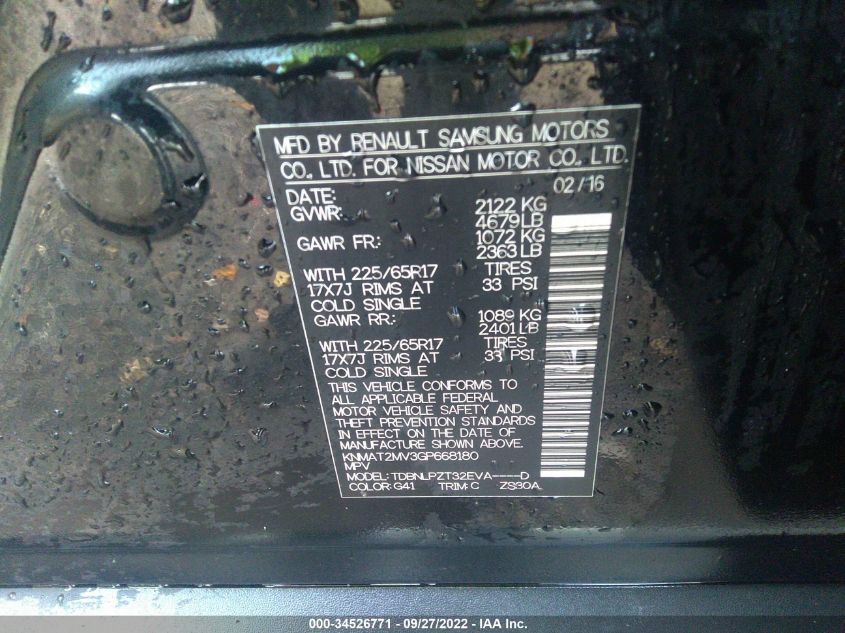 MFD BY RENAULT SAMSUNG MOTORS
CO., LTD. FOR NISSAN MOTOR CO., LTD.
DATE: 02/16
GVWR: 2122 KG
4679LB
GAWR FR: 1072 KG
2363LB
WITH 225/65R17 TIRES
17X7J RIMS AT 33 PSI
COLD SINGLE
GAWR RR: 1089 KG
2401LB
WITH 225/65R17 TIRES
17X7J RIMS AT 33 PSI
COLD SINGLE
THIS VEHICLE CONFORMS TO
ALL APPLICABLE FEDERAL
MOTOR VEHICLE SAFETY AND
THEFT PREVENTION STANDARDS
IN EFFECT ON THE DATE OF
MANUFACTURE SHOWN ABOVE.
KNMAT2MV3GP668180
MPV
MODEL: TDBNLPZT32EVA----D
COLOR: G41 TRIM: C ZS30A
000-34526771 - 09/27/2022 - IAA Inc.